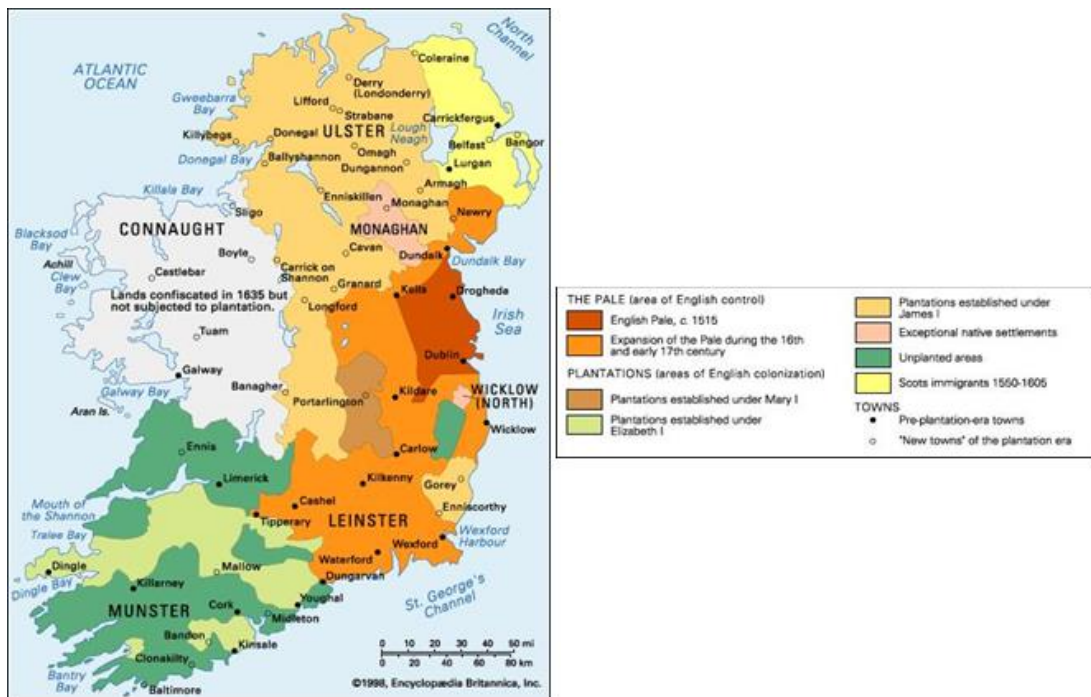 North
Channel
Coleraine
ATLANTIC
OCEAN
Derry
(Londonderry)
Gweebarra
Bay
Lifford
Strabane
Carrickfergus
Killybegs
Donegal
ULSTER
Lough
Neagh
Belfast
Bangor
Donegal Bay
Ballyshannon
Omagh
Dungannon
Lurgan
Killala Bay
Enniskillen
Armagh
Monaghan
Sligo
Newry
CONNAUGHT
MONAGHAN
Blacksod
Bay
Boyle
Cavan
Dundalk
Achill
Clew
Bay
Castlebar
Carrick on
Shannon
Dundalk Bay
Lands confiscated in 1635 but
not subjected to plantation.
Granard
Longford
Kells
Drogheda
Irish
Sea
Tuam
Dublin
Galway
Galway Bay
Banagher
Portarlington
Kildare
WICKLOW
(NORTH)
Aran Is.
Wicklow
Ennis
Carlow
Limerick
Kilkenny
Gorey
Mouth of
the Shannon
Cashel
Enniscorthy
Tipperary
LEINSTER
Tralee Bay
Wexford
Wexford
Harbour
Dingle
Mallow
Waterford
Dingle Bay
Dungarvan
Killarney
St. George's
Channel
MUNSTER
Cork
Youghal
Midleton
Bandon
Kinsale
Clonakilty
Bantry
Bay
Baltimore
0 10 20 30 40 50 mi
0 20 40 60 80 km
©1998, Encyclopædia Britannica, Inc.
THE PALE (area of English control)
English Pale, c. 1515
Expansion of the Pale during the 16th
and early 17th century
PLANTATIONS (areas of English colonization)
Plantations established under Mary I
Plantations established under
Elizabeth I
Plantations established under
James I
Exceptional native settlements
Unplanted areas
Scots immigrants 1550-1605
TOWNS
Pre-plantation-era towns
"New towns" of the plantation era